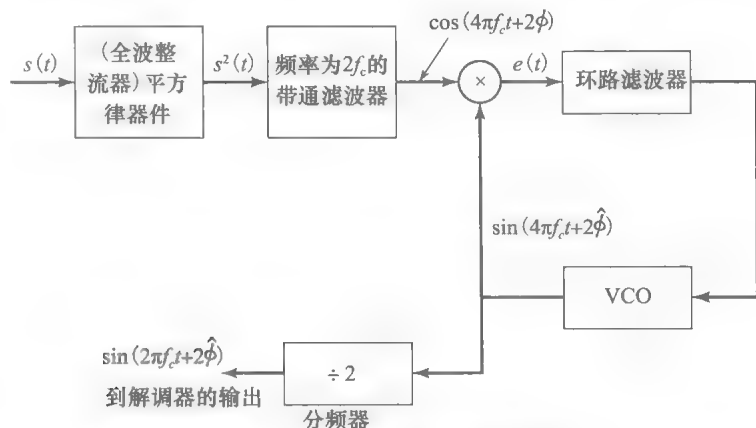 cos(4πf_ct+2ϕ)
s(t)
(全波整
流器)平方
律器件
s²(t)
频率为2f_c的
带通滤波器
×
e(t)
环路滤波器
sin(4πf_ct+2ϕ̂)
VCO
sin(2πf_ct+2ϕ̂)
到解调器的输出
÷2
分频器